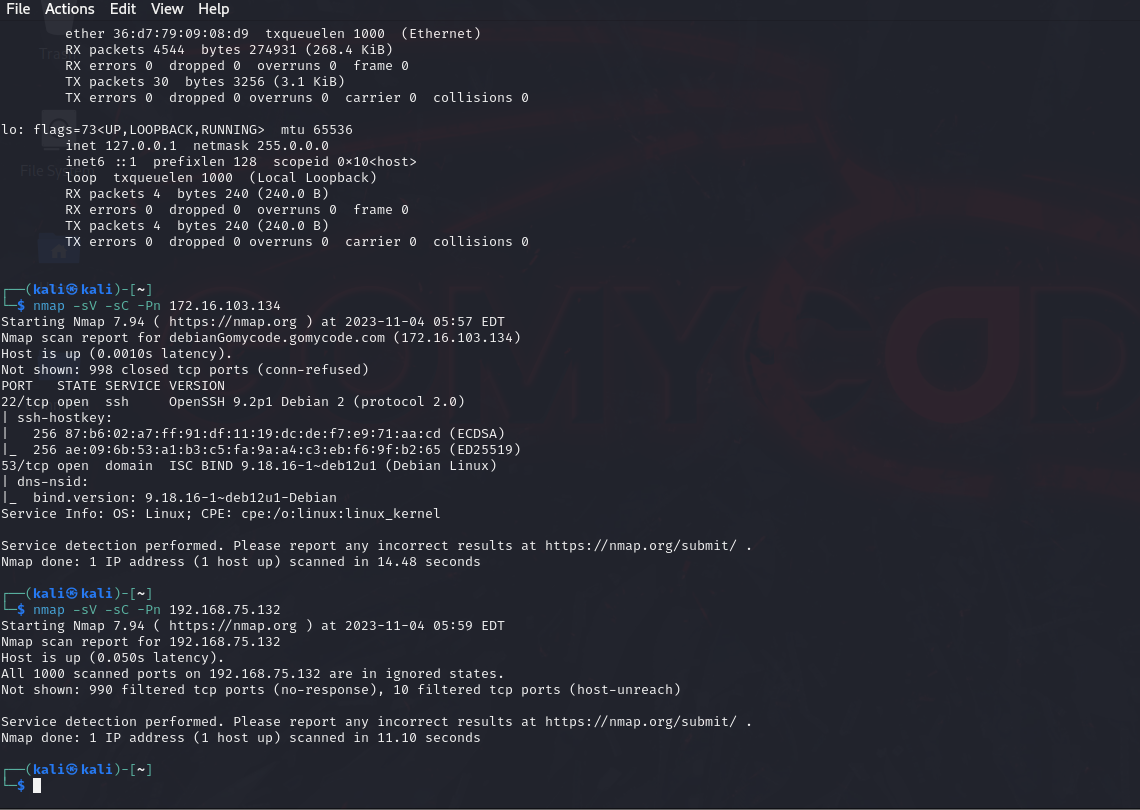 File Actions Edit View Help
ether 36:d7:79:09:08:d9 txqueuelen 1000 (Ethernet)
RX packets 4544 bytes 274931 (268.4 KiB)
RX errors 0 dropped 0 overruns 0 frame 0
TX packets 30 bytes 3256 (3.1 KiB)
TX errors 0 dropped 0 overruns 0 carrier 0 collisions 0
lo: flags=73<UP,LOOPBACK,RUNNING> mtu 65536
inet 127.0.0.1 netmask 255.0.0.0
inet6 ::1 prefixlen 128 scopeid 0×10<host>
loop txqueuelen 1000 (Local Loopback)
RX packets 4 bytes 240 (240.0 B)
RX errors 0 dropped 0 overruns 0 frame 0
TX packets 4 bytes 240 (240.0 B)
TX errors 0 dropped 0 overruns 0 carrier 0 collisions 0
┌──(kali㉿kali)-[~]
└─$ nmap -sV -sC -Pn 172.16.103.134
Starting Nmap 7.94 ( https://nmap.org ) at 2023-11-04 05:57 EDT
Nmap scan report for debianGomycode.gomycode.com (172.16.103.134)
Host is up (0.0010s latency).
Not shown: 998 closed tcp ports (conn-refused)
PORT STATE SERVICE VERSION
22/tcp open ssh OpenSSH 9.2p1 Debian 2 (protocol 2.0)
| ssh-hostkey:
| 256 87:b6:02:a7:ff:91:df:11:19:dc:de:f7:e9:71:aa:cd (ECDSA)
|_ 256 ae:09:6b:53:a1:b3:c5:fa:9a:a4:c3:eb:f6:9f:b2:65 (ED25519)
53/tcp open domain ISC BIND 9.18.16-1~deb12u1 (Debian Linux)
| dns-nsid:
|_ bind.version: 9.18.16-1~deb12u1-Debian
Service Info: OS: Linux; CPE: cpe:/o:linux:linux_kernel
Service detection performed. Please report any incorrect results at https://nmap.org/submit/ .
Nmap done: 1 IP address (1 host up) scanned in 14.48 seconds
┌──(kali㉿kali)-[~]
└─$ nmap -sV -sC -Pn 192.168.75.132
Starting Nmap 7.94 ( https://nmap.org ) at 2023-11-04 05:59 EDT
Nmap scan report for 192.168.75.132
Host is up (0.050s latency).
All 1000 scanned ports on 192.168.75.132 are in ignored states.
Not shown: 990 filtered tcp ports (no-response), 10 filtered tcp ports (host-unreach)
Service detection performed. Please report any incorrect results at https://nmap.org/submit/ .
Nmap done: 1 IP address (1 host up) scanned in 11.10 seconds
┌──(kali㉿kali)-[~]
└─$